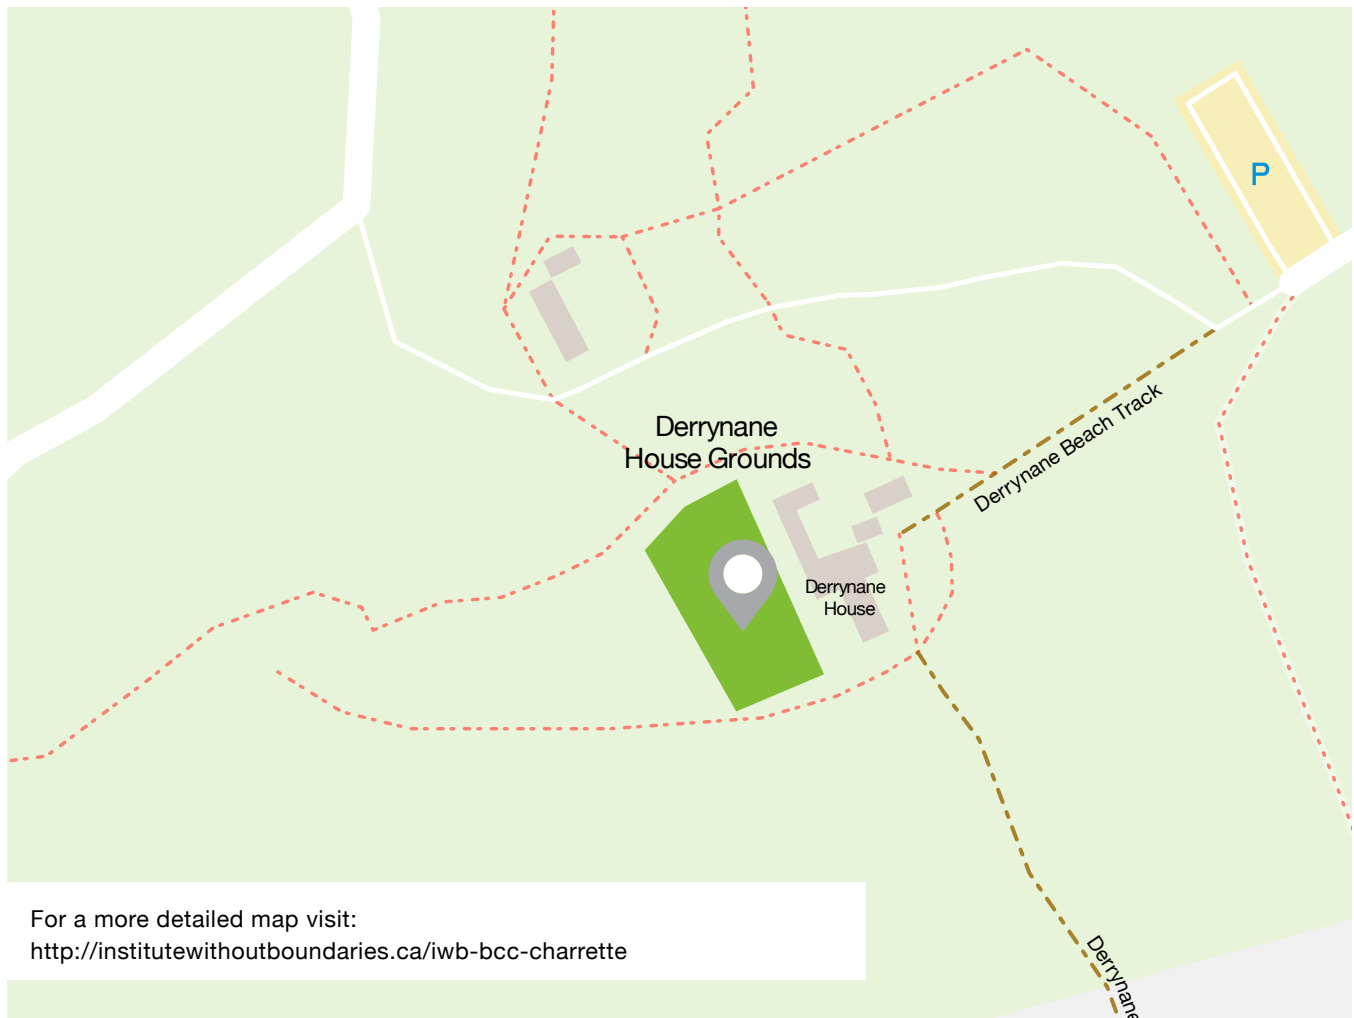 P
Derrynane Beach Track
Derrynane
House Grounds
Derrynane
House
For a more detailed map visit:
http://institutewithoutboundaries.ca/iwb-bcc-charrette
Derrynane